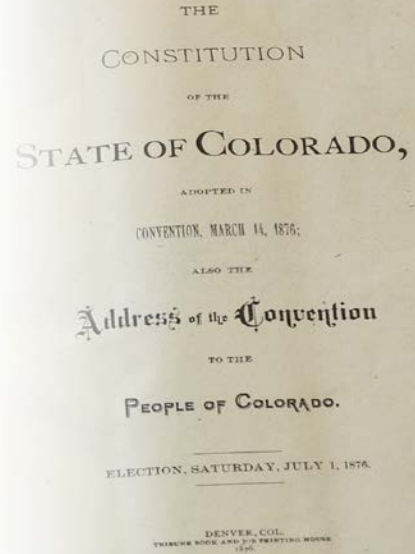 THE
CONSTITUTION
OF THE
STATE OF COLORADO,
ADOPTED IN
CONVENTION, MARCH 14, 1876;
ALSO THE
Address of the Convention
TO THE
PEOPLE OF COLORADO.
ELECTION, SATURDAY, JULY 1, 1876.
DENVER, COL.
TRIBUNE BOOK AND JOB PRINTING HOUSE
1876.